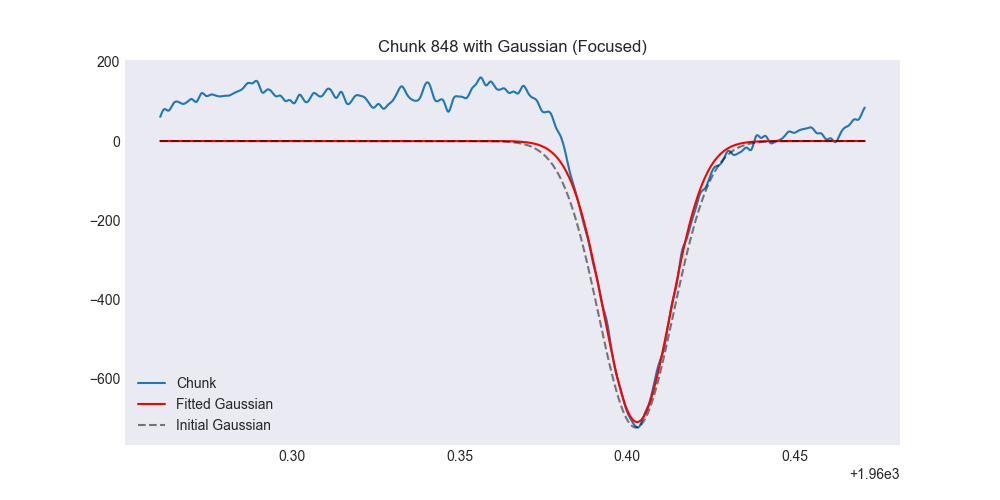 Chunk 848 with Gaussian (Focused)
200
0
−200
−400
−600
Chunk
Fitted Gaussian
Initial Gaussian
0.30 0.35 0.40 0.45
+1.96e3